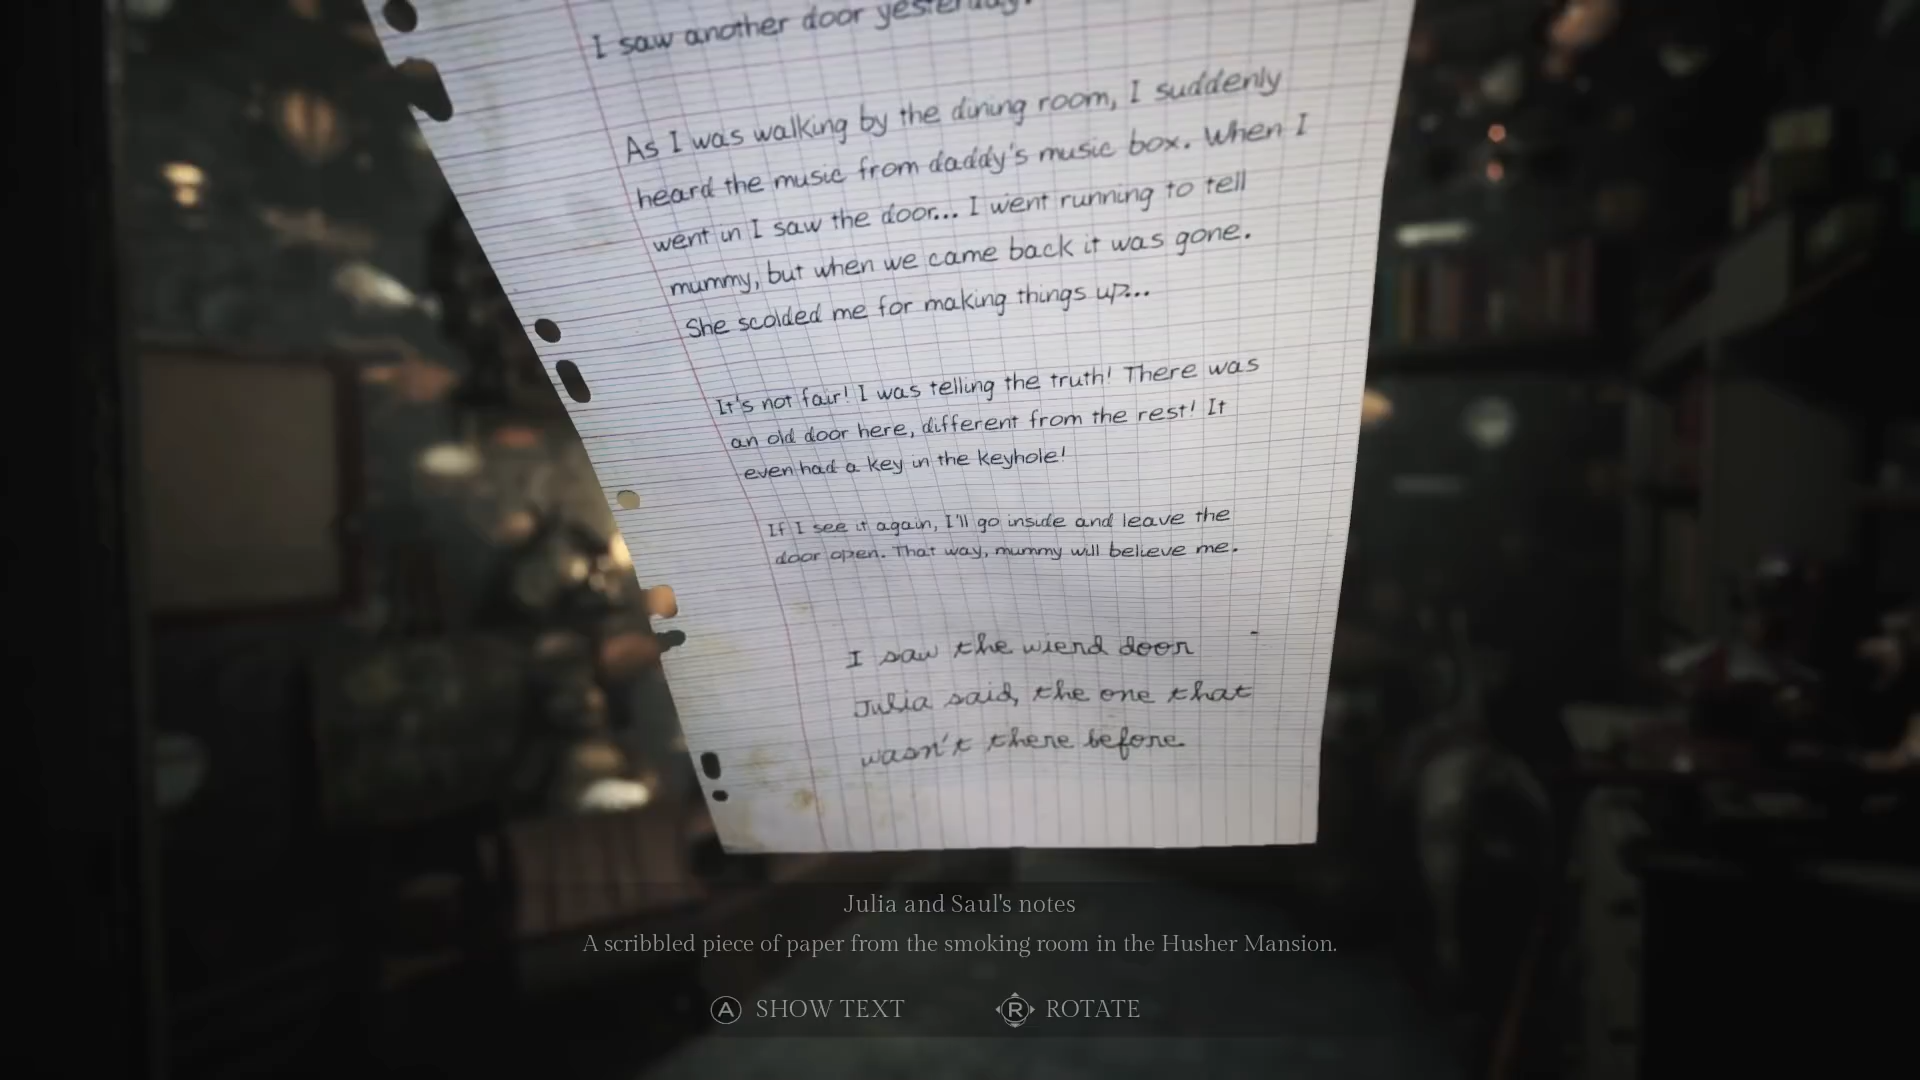 I saw another door yesterday.
As I was walking by the dining room, I suddenly
heard the music from daddy's music box. When I
went in I saw the door... I went running to tell
mummy, but when we came back it was gone.
She scolded me for making things up...
It's not fair! I was telling the truth! There was
an old door here, different from the rest! It
even had a key in the keyhole!
If I see it again, I'll go inside and leave the
door open. That way, mummy will believe me.
I saw the wierd door
Julia said, the one that
wasn't there before.
Julia and Saul's notes
A scribbled piece of paper from the smoking room in the Husher Mansion.
A SHOW TEXT R ROTATE